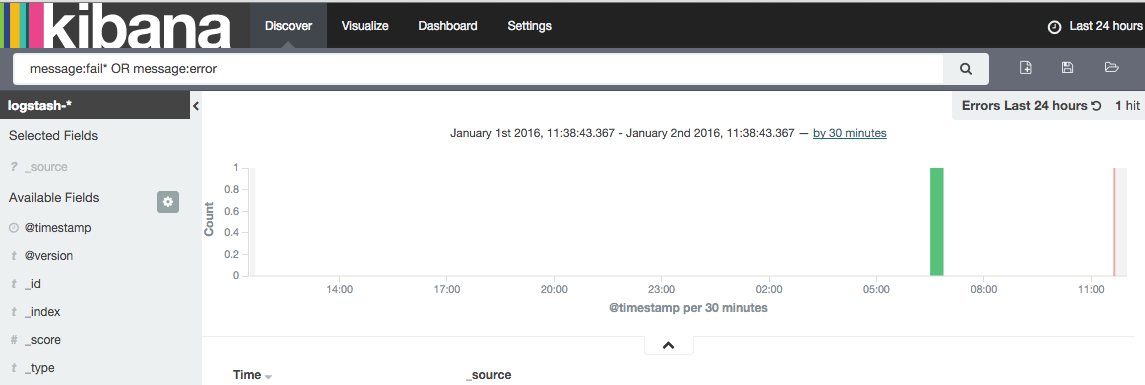 kibana Discover Visualize Dashboard Settings Last 24 hours
message:fail* OR message:error
logstash-* Errors Last 24 hours 1 hit
Selected Fields
January 1st 2016, 11:38:43.367 - January 2nd 2016, 11:38:43.367 — by 30 minutes
? _source
Available Fields
@timestamp
t @version
t _id
t _index
# _score
t _type
Count
1
0.8
0.6
0.4
0.2
0
14:00 17:00 20:00 23:00 02:00 05:00 08:00 11:00
@timestamp per 30 minutes
Time _source